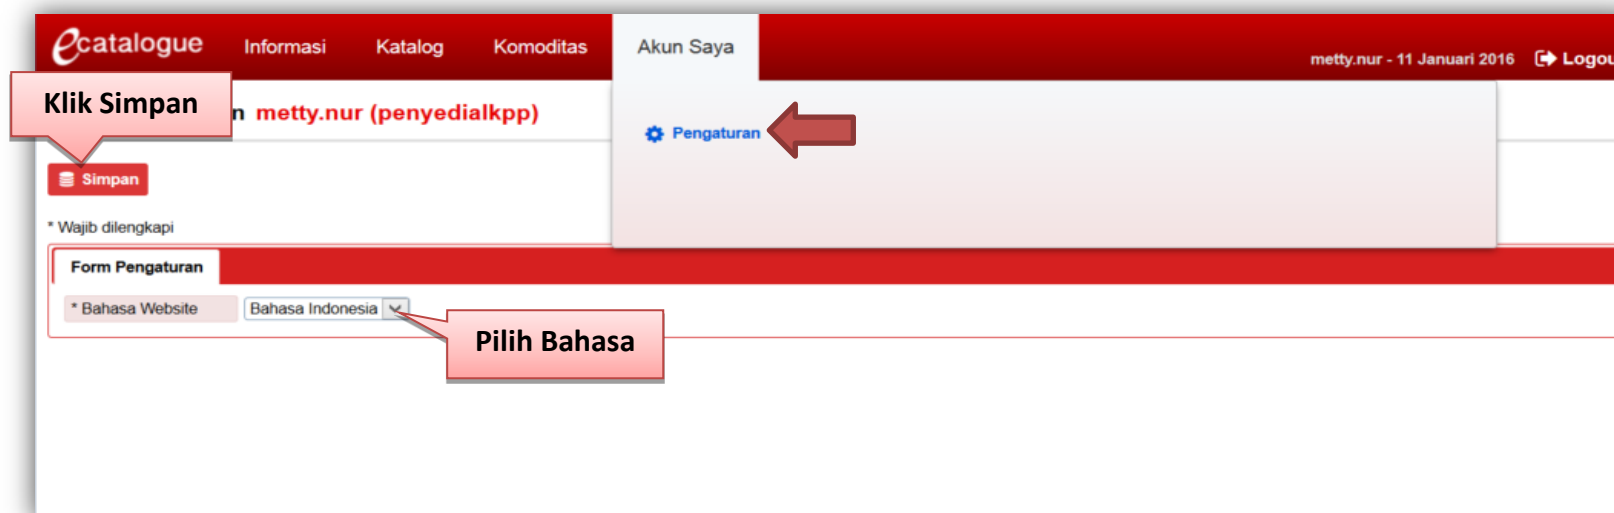 ecatalogue Informasi Katalog Komoditas Akun Saya
metty.nur - 11 Januari 2016 Logou
Klik Simpan
n metty.nur (penyedialkpp)
Pengaturan
Simpan
* Wajib dilengkapi
Form Pengaturan
* Bahasa Website Bahasa Indonesia
Pilih Bahasa